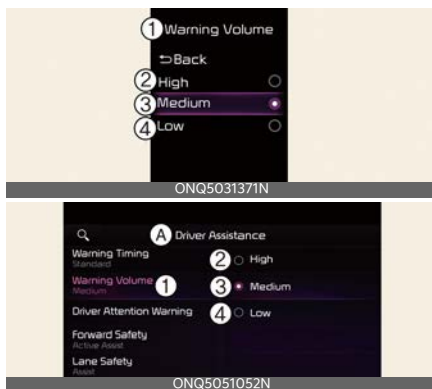 ① Warning Volume
⮌Back
② High
③ Medium
④ Low
ONQ5031371N
Ⓐ Driver Assistance
Warning Timing
Standard
② High
Warning Volume ①
Medium
③ Medium
Driver Attention Warning
④ Low
Forward Safety
Active Assist
Lane Safety
Assist
ONQ5051052N